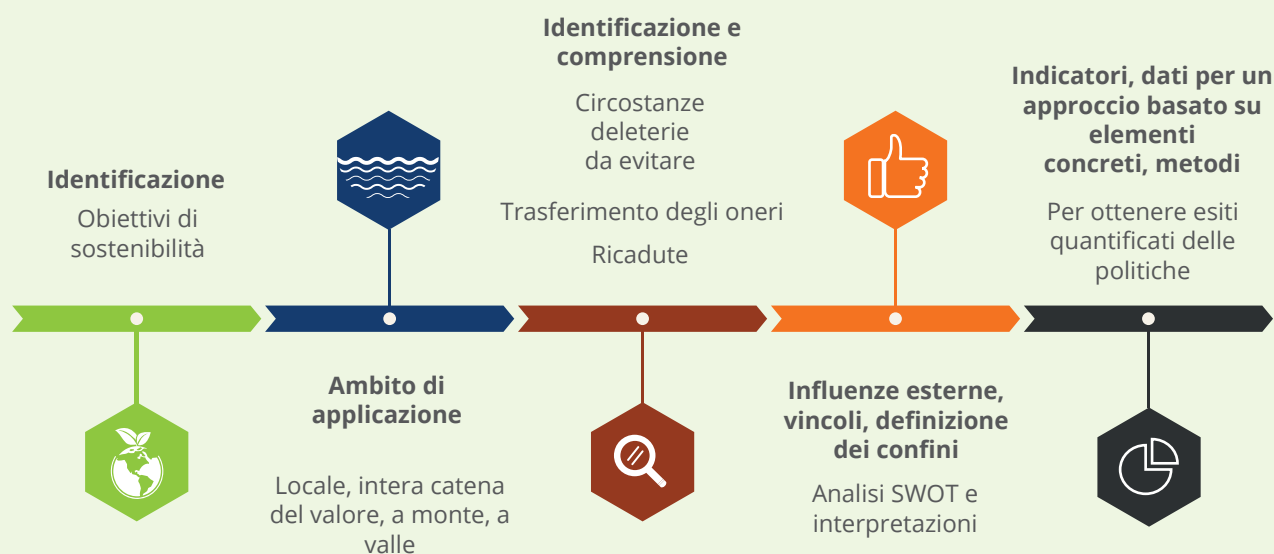 Identificazione
Obiettivi di
sostenibilità
Ambito di
applicazione
Locale, intera catena
del valore, a monte, a
valle
Identificazione e
comprensione
Circostanze
deleterie
da evitare
Trasferimento degli oneri
Ricadute
Influenze esterne,
vincoli, definizione
dei confini
Analisi SWOT e
interpretazioni
Indicatori, dati per un
approccio basato su
elementi
concreti, metodi
Per ottenere esiti
quantificati delle
politiche